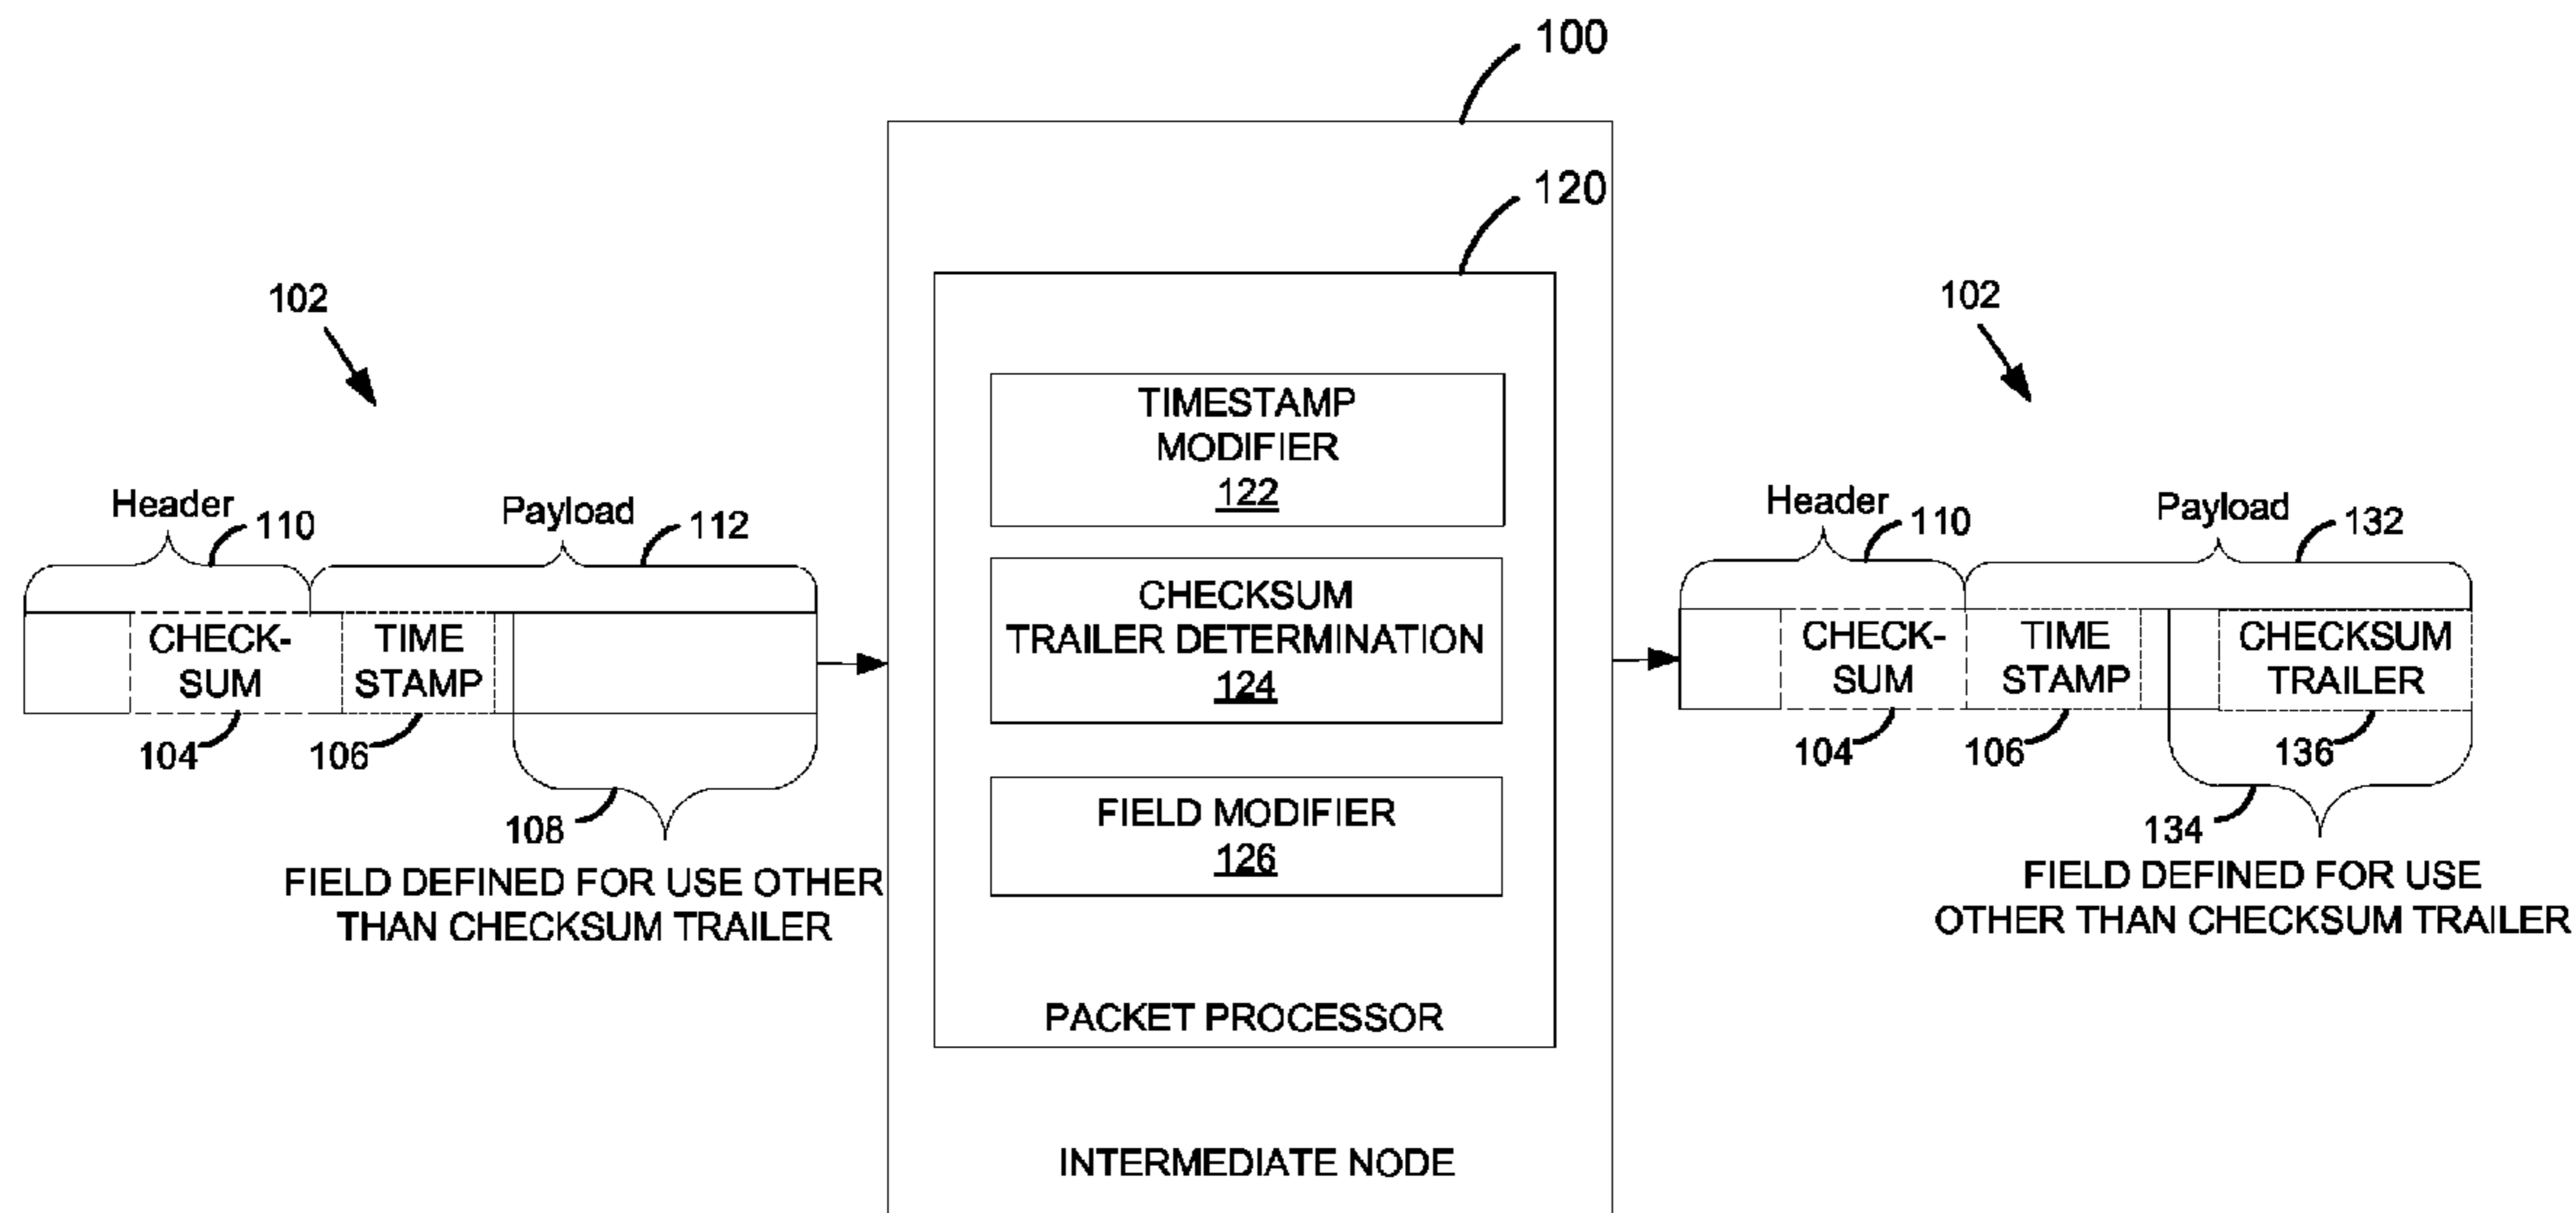 100
120
102
Header
110
Payload
112
CHECK-
SUM
TIME
STAMP
104
106
108
FIELD DEFINED FOR USE OTHER
THAN CHECKSUM TRAILER
TIMESTAMP
MODIFIER
122
CHECKSUM
TRAILER DETERMINATION
124
FIELD MODIFIER
126
PACKET PROCESSOR
INTERMEDIATE NODE
102
Header
110
Payload
132
CHECK-
SUM
TIME
STAMP
CHECKSUM
TRAILER
104
106
136
134
FIELD DEFINED FOR USE
OTHER THAN CHECKSUM TRAILER